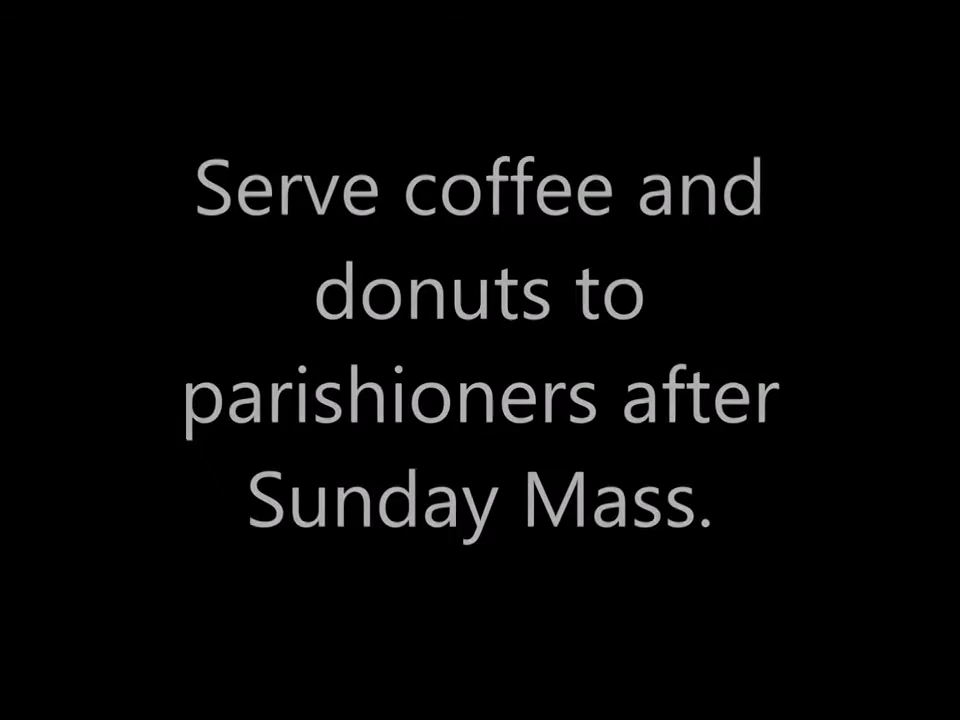 Serve coffee and
donuts to
parishioners after
Sunday Mass.